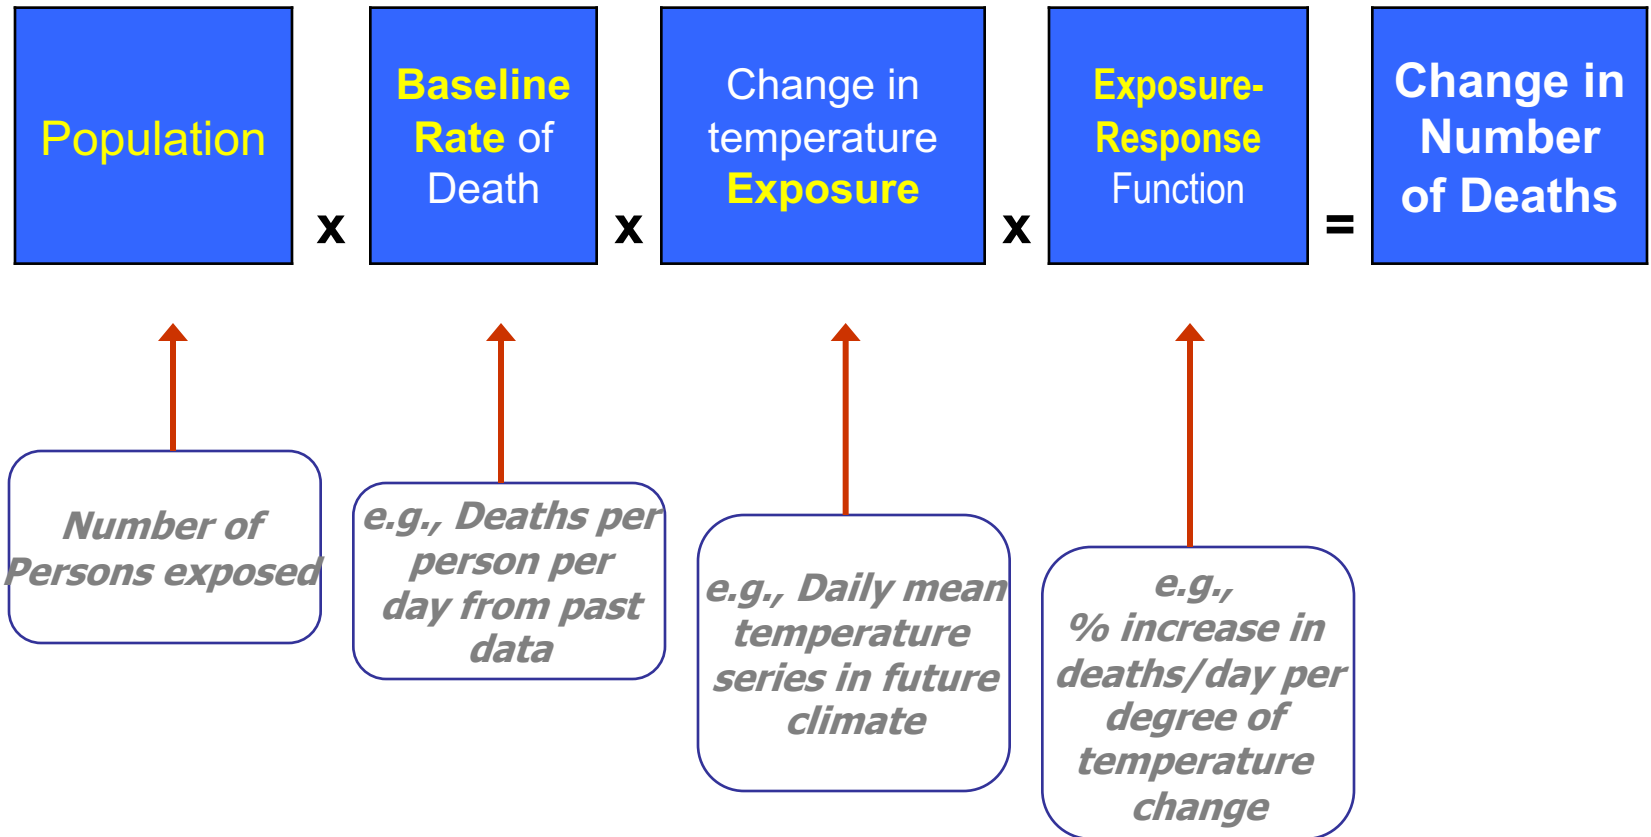 Population
x
Baseline
Rate of
Death
x
Change in
temperature
Exposure
x
Exposure-
Response
Function
=
Change in
Number
of Deaths
Number of
Persons exposed
e.g., Deaths per
person per
day from past
data
e.g., Daily mean
temperature
series in future
climate
e.g.,
% increase in
deaths/day per
degree of
temperature
change